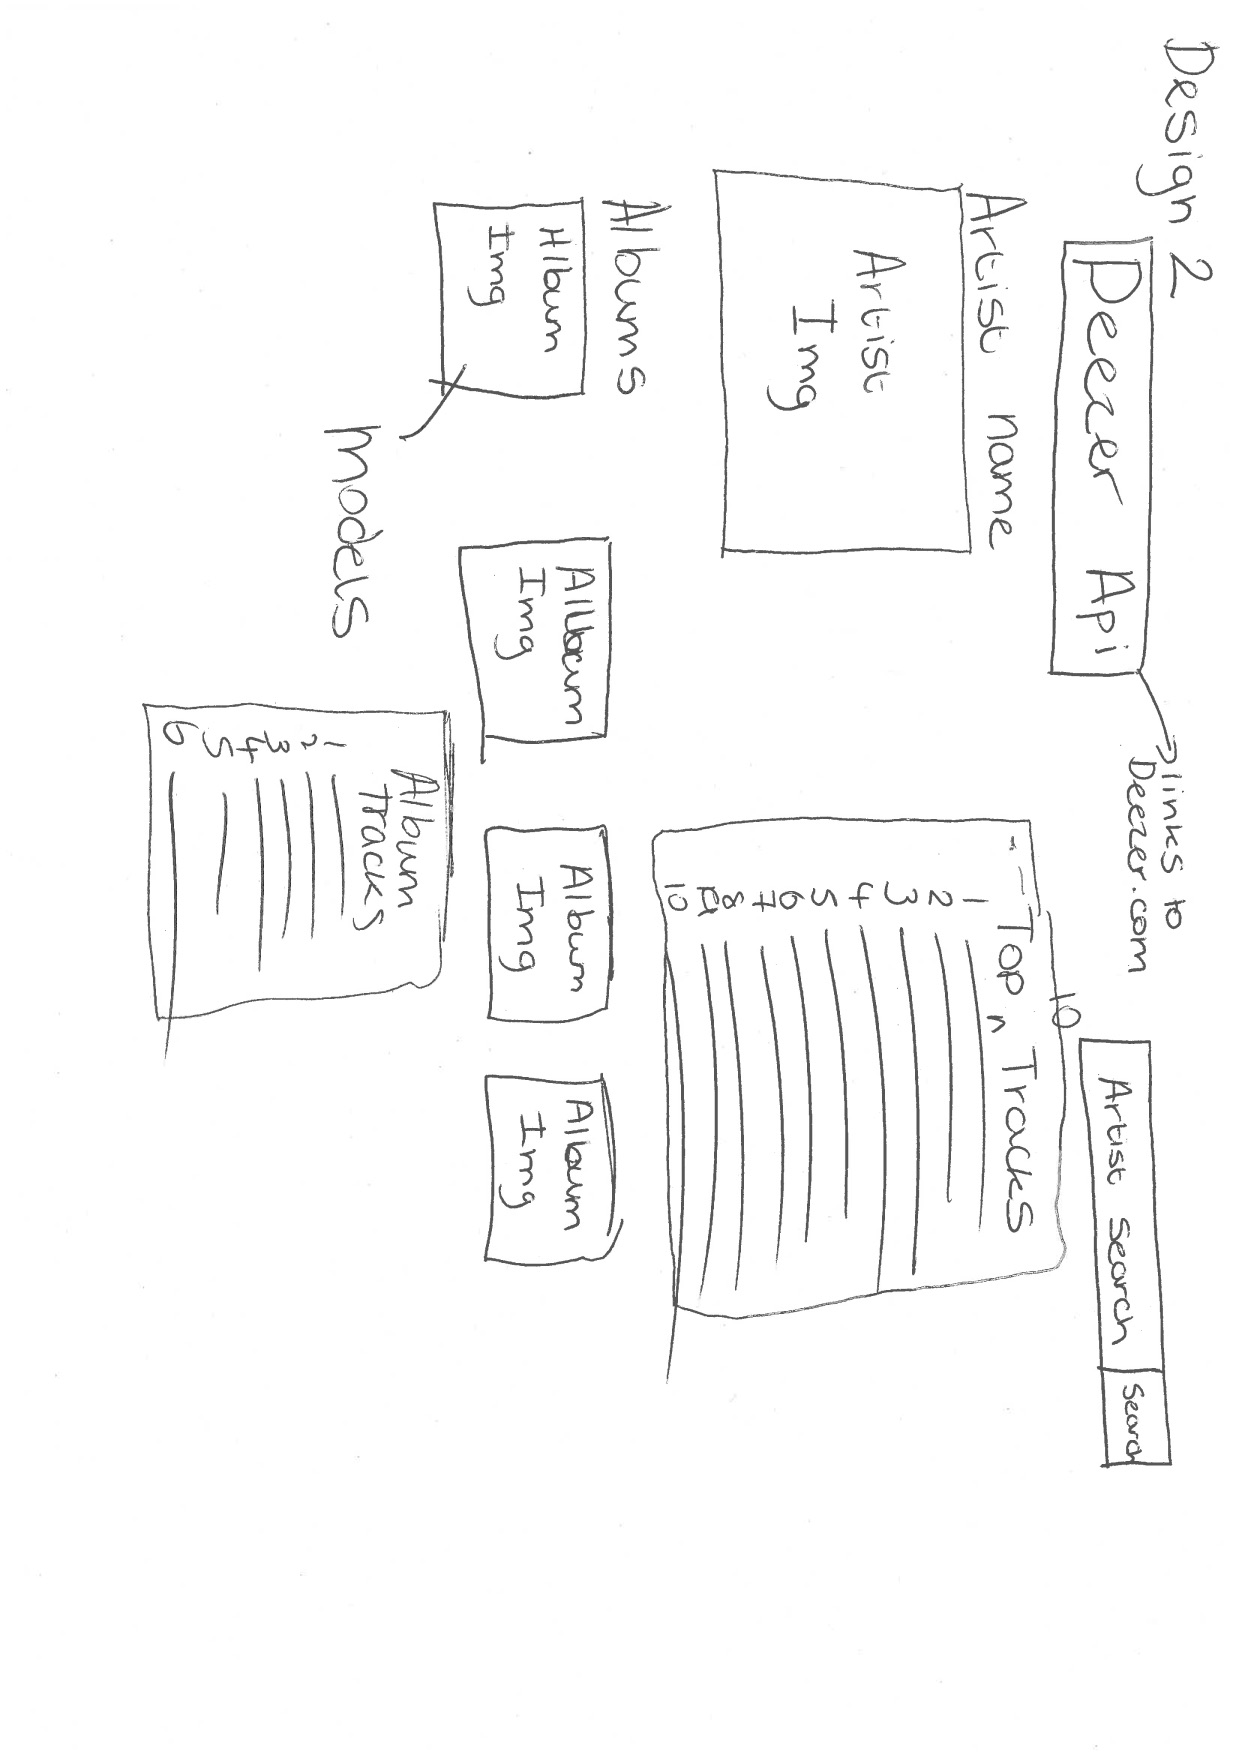 Design 2
Deezer Api
links to
Deezer.com
Artist Search
Search
Artist name
Artist
Img
10
Top n Tracks
1
2
3
4
5
6
7
8
9
10
Albums
Album
Img
Album
Img
Album
Img
Album
Img
Models
Album
Tracks
1
2
3
4
5
6